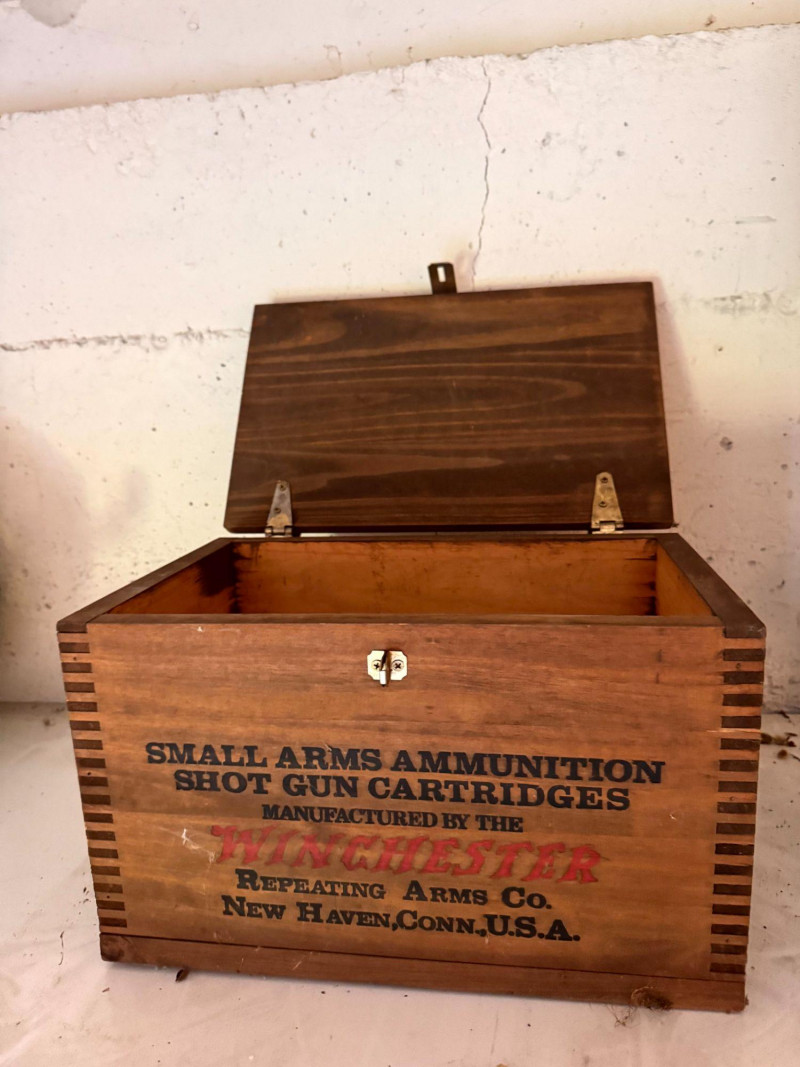 SMALL ARMS AMMUNITION
SHOT GUN CARTRIDGES
MANUFACTURED BY THE
WINCHESTER
REPEATING ARMS CO.
NEW HAVEN, CONN., U.S.A.